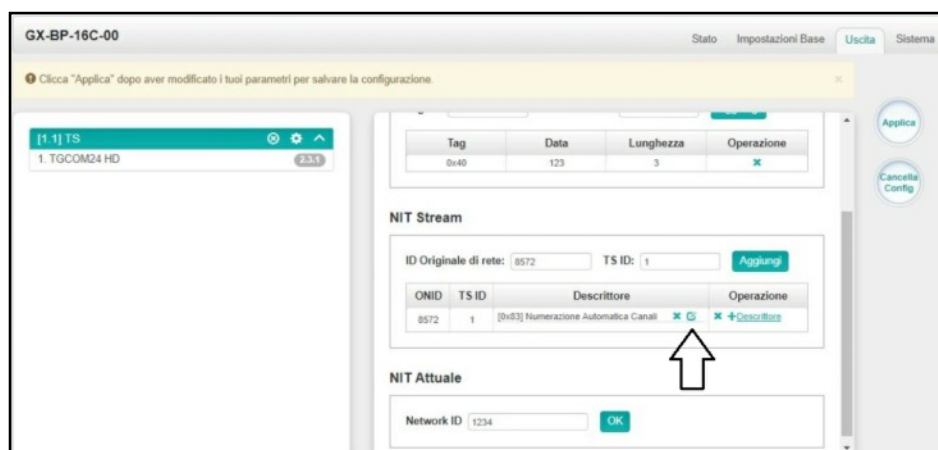 GX-BP-16C-00
Stato Impostazioni Base Uscita Sistema
Clicca "Applica" dopo aver modificato i tuoi parametri per salvare la configurazione.
Applica
Cancella
Config
[1.1] TS
1. TGCOM24 HD 2.3.1
Tag Data Lunghezza Operazione
0x40 123 3
NIT Stream
ID Originale di rete: 8572 TS ID: 1 Aggiungi
ONID TS ID Descrittore Operazione
8572 1 [0x83] Numerazione Automatica Canali +Descrittore
NIT Attuale
Network ID 1234 OK